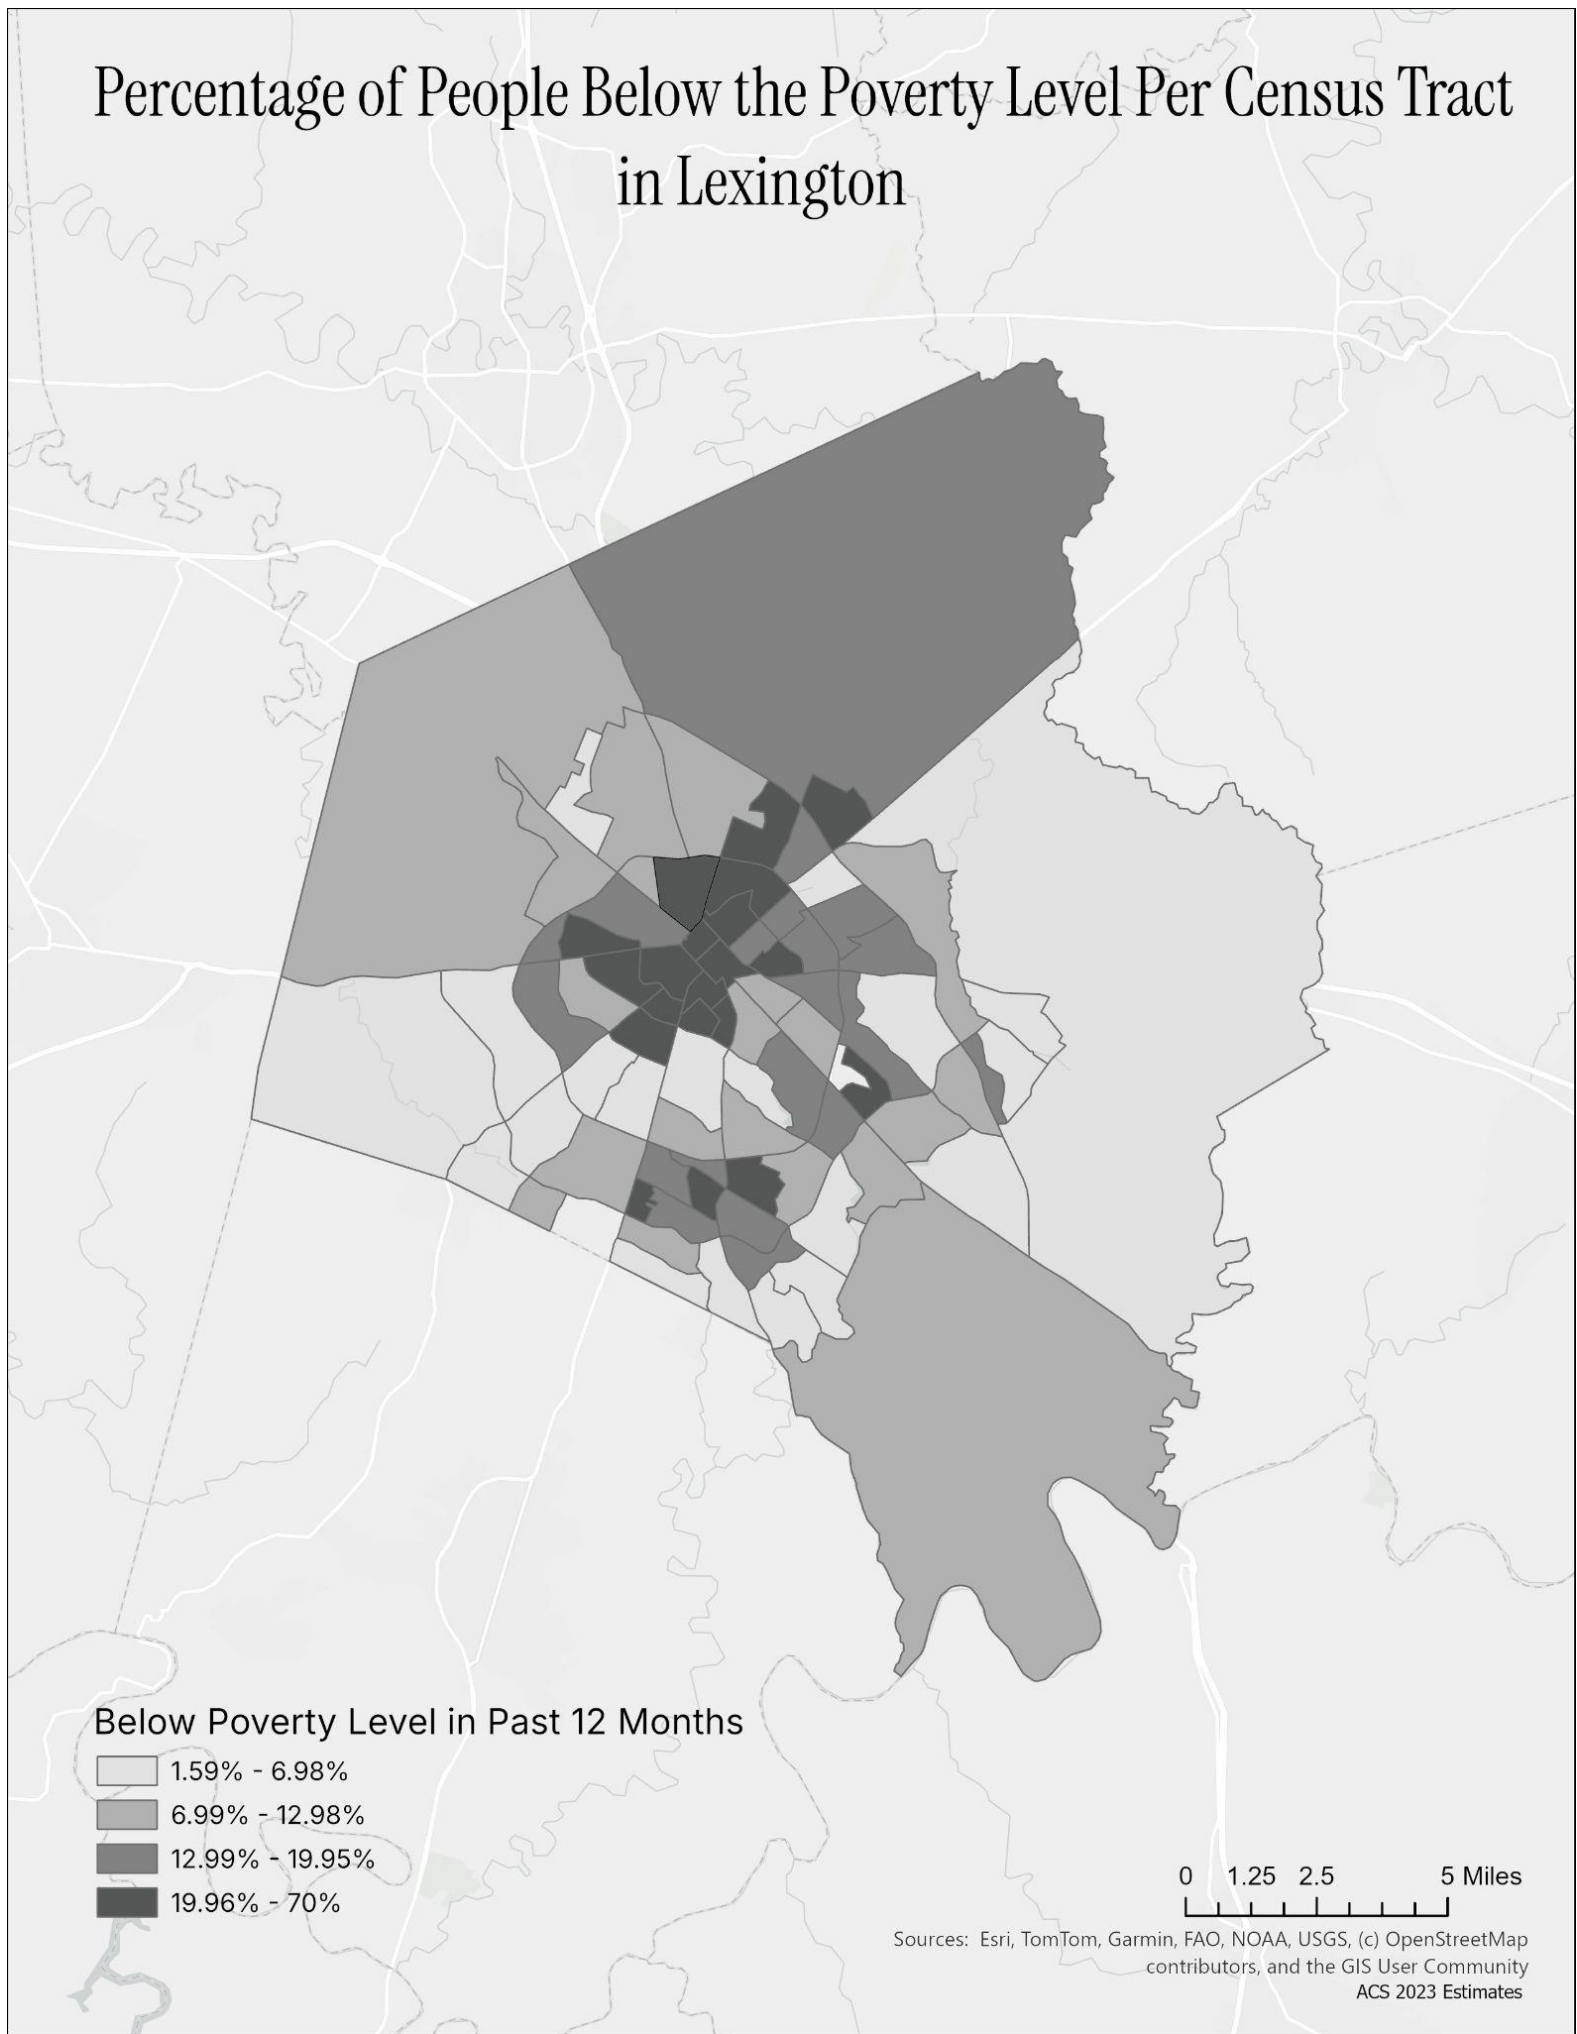 Percentage of People Below the Poverty Level Per Census Tract
in Lexington
Below Poverty Level in Past 12 Months
1.59% - 6.98%
6.99% - 12.98%
12.99% - 19.95%
19.96% - 70%
0 1.25 2.5 5 Miles
Sources: Esri, TomTom, Garmin, FAO, NOAA, USGS, (c) OpenStreetMap
contributors, and the GIS User Community
ACS 2023 Estimates